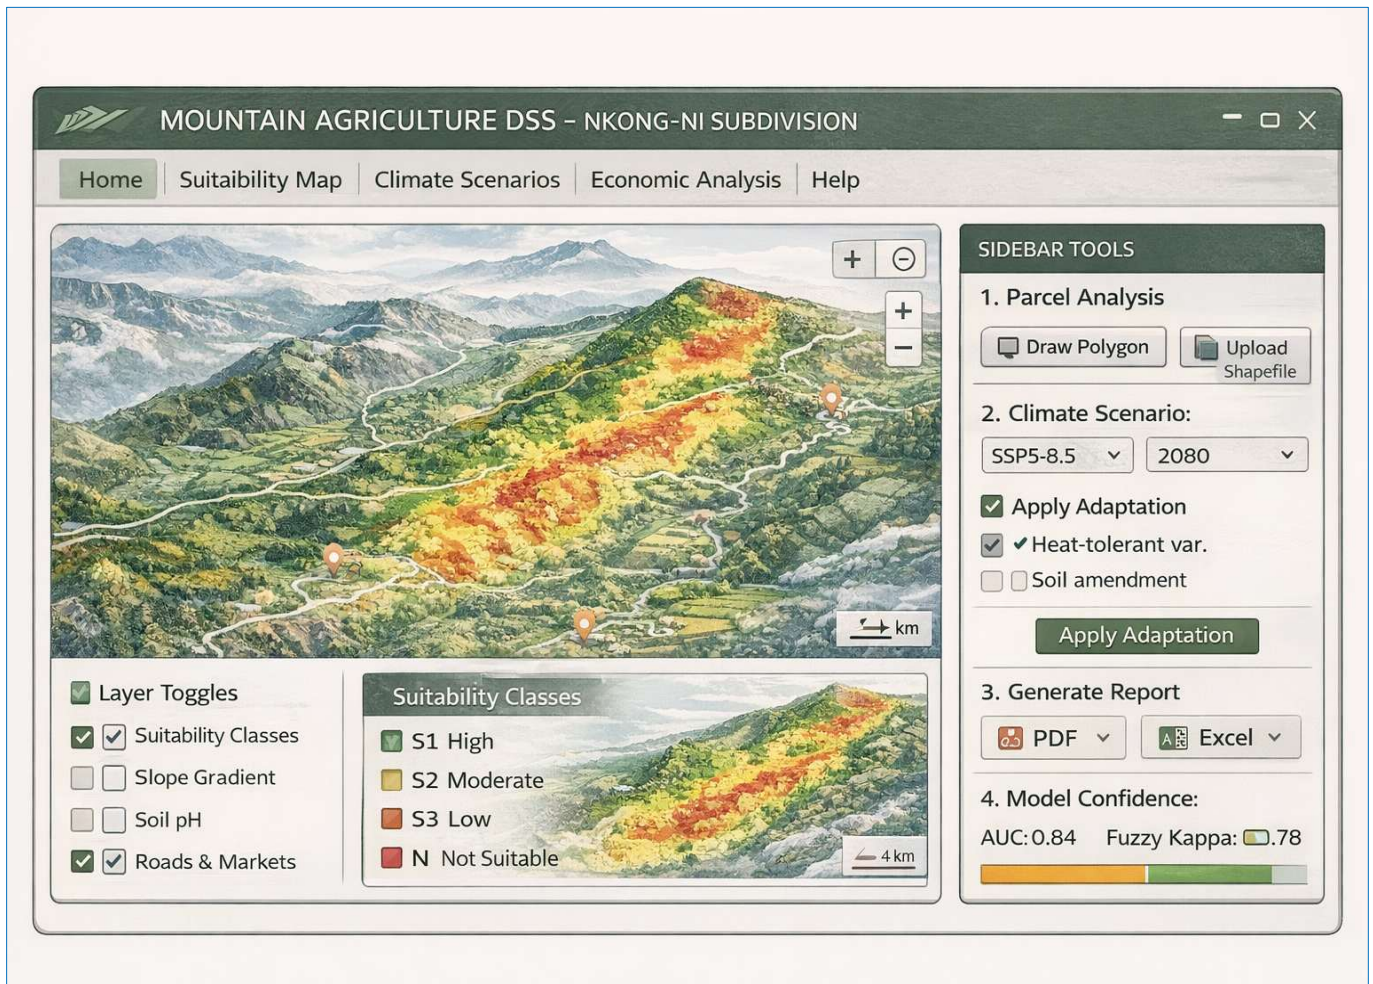 MOUNTAIN AGRICULTURE DSS – NKONG-NI SUBDIVISION
Home
Suitaibility Map
Climate Scenarios
Economic Analysis
Help
km
Layer Toggles
Suitability Classes
Slope Gradient
Soil pH
Roads & Markets
Suitability Classes
S1 High
S2 Moderate
S3 Low
N Not Suitable
4 km
SIDEBAR TOOLS
1. Parcel Analysis
Draw Polygon
Upload
Shapefile
2. Climate Scenario:
SSP5-8.5
2080
Apply Adaptation
Heat-tolerant var.
Soil amendment
Apply Adaptation
3. Generate Report
PDF
Excel
4. Model Confidence:
AUC: 0.84 Fuzzy Kappa: .78